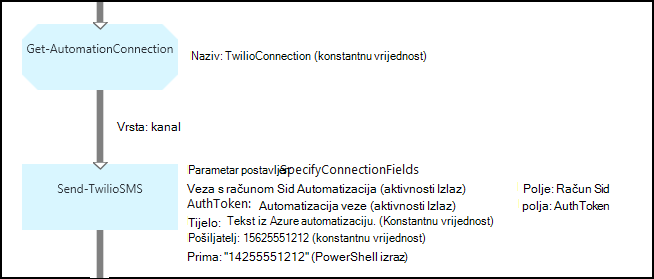 Get-AutomationConnection
Naziv: TwilioConnection (konstantnu vrijednost)
Vrsta: kanal
Send-TwilioSMS
Parametar postavljen SpecifyConnectionFields
Veza s računom Sid Automatizacija (aktivnosti Izlaz) Polje: Račun Sid
AuthToken: Automatizacija veze (aktivnosti Izlaz) polja: AuthToken
Tijelo: Tekst iz Azure automatizaciju. (Konstantnu vrijednost)
Pošiljatelj: 15625551212 (konstantnu vrijednost)
Prima: "14255551212" (PowerShell izraz)